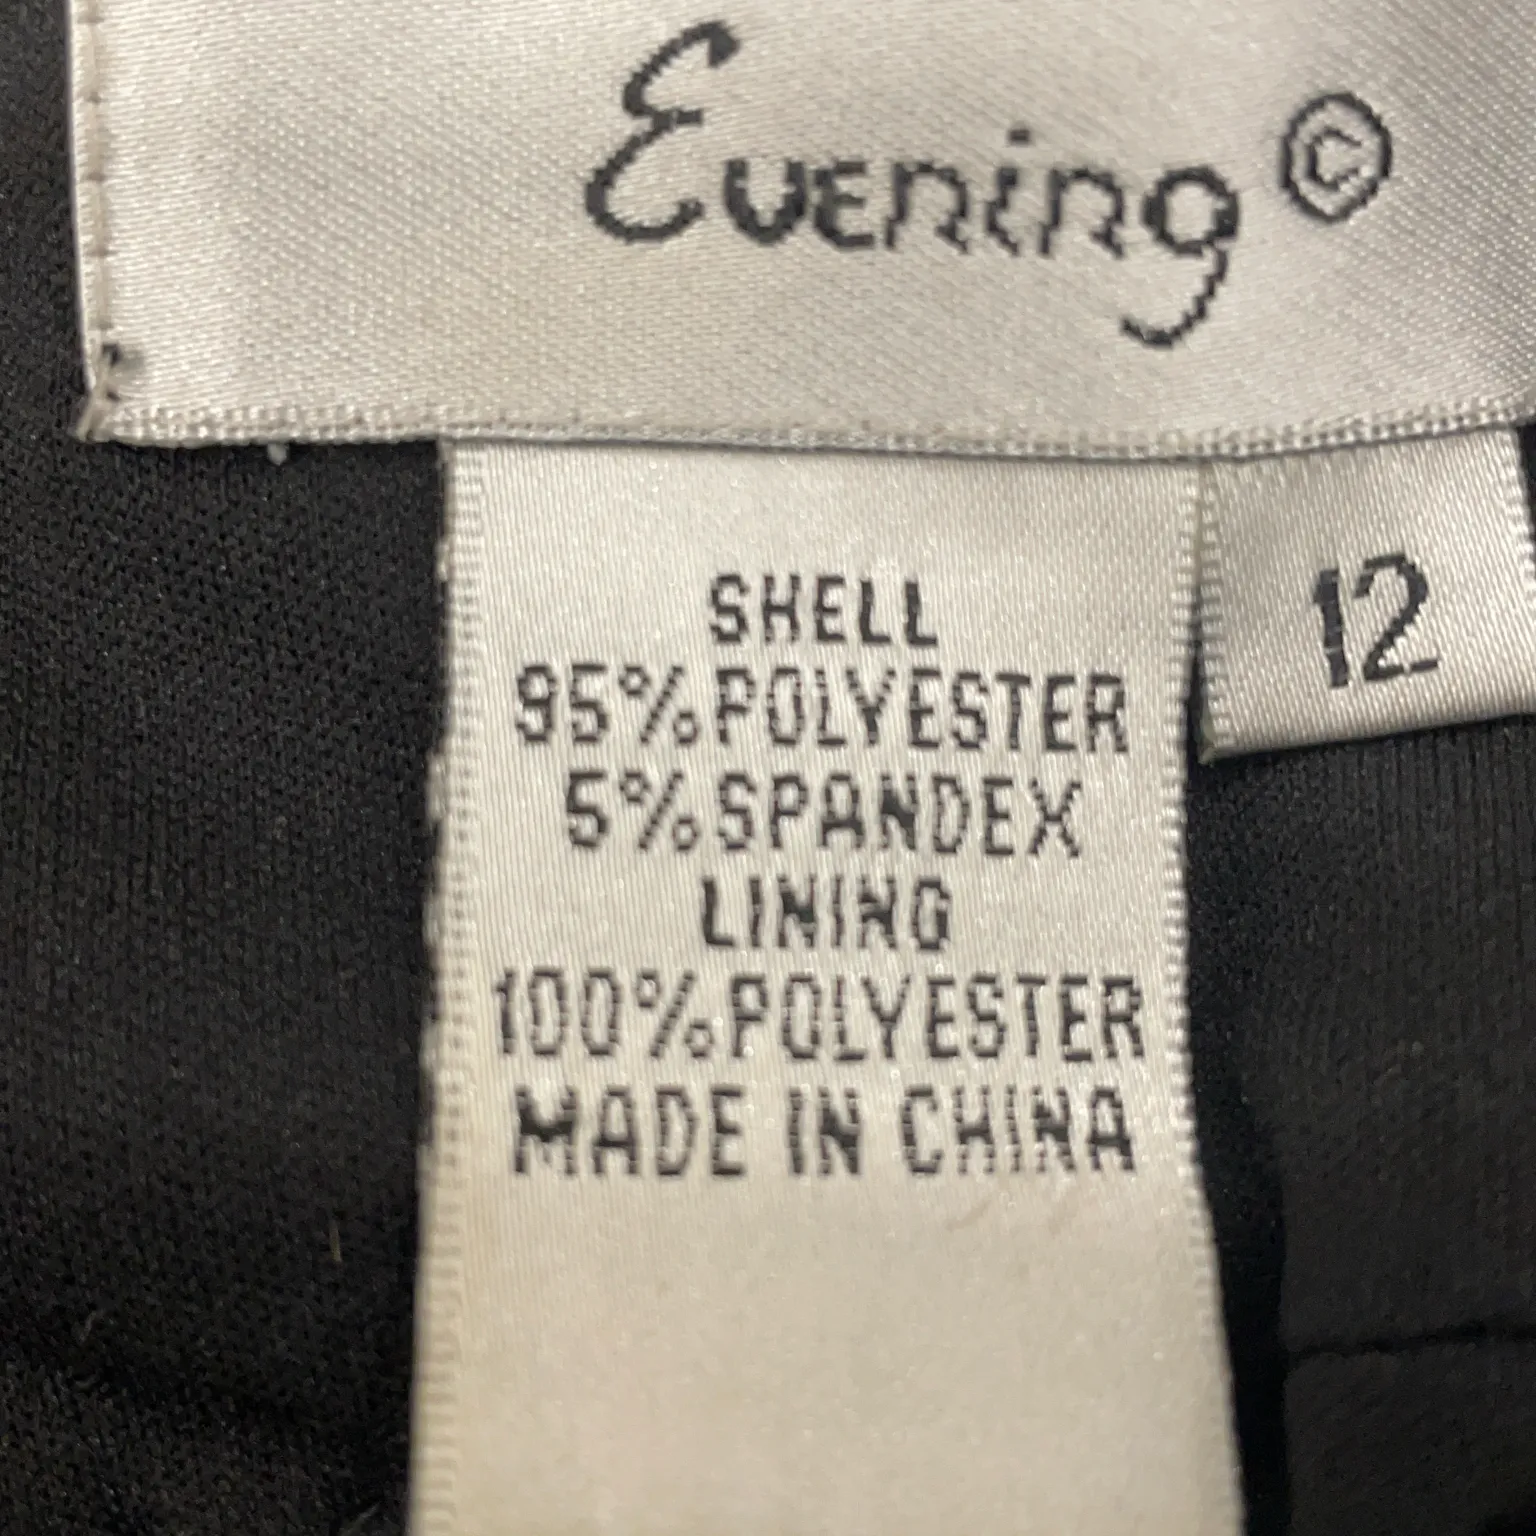 Evening ©
12
SHELL
95%POLYESTER
5%SPANDEX
LINING
100%POLYESTER
MADE IN CHINA